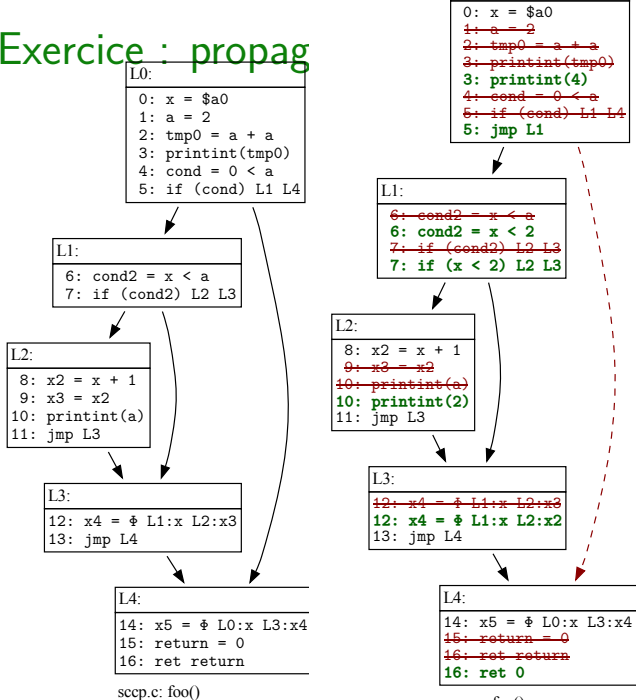 Exercice : propag
L0:
0: x = $a0
1: a = 2
2: tmp0 = a + a
3: printint(tmp0)
4: cond = 0 < a
5: if (cond) L1 L4
L1:
6: cond2 = x < a
7: if (cond2) L2 L3
L2:
8: x2 = x + 1
9: x3 = x2
10: printint(a)
11: jmp L3
L3:
12: x4 = Φ L1:x L2:x3
13: jmp L4
L4:
14: x5 = Φ L0:x L3:x4
15: return = 0
16: ret return
sccp.c: foo()
0: x = $a0
1: a = 2
2: tmp0 = a + a
3: printint(tmp0)
3: printint(4)
4: cond = 0 < a
5: if (cond) L1 L4
5: jmp L1
L1:
6: cond2 = x < a
6: cond2 = x < 2
7: if (cond2) L2 L3
7: if (x < 2) L2 L3
L2:
8: x2 = x + 1
9: x3 = x2
10: printint(a)
10: printint(2)
11: jmp L3
L3:
12: x4 = Φ L1:x L2:x3
12: x4 = Φ L1:x L2:x2
13: jmp L4
L4:
14: x5 = Φ L0:x L3:x4
15: return = 0
16: ret return
16: ret 0